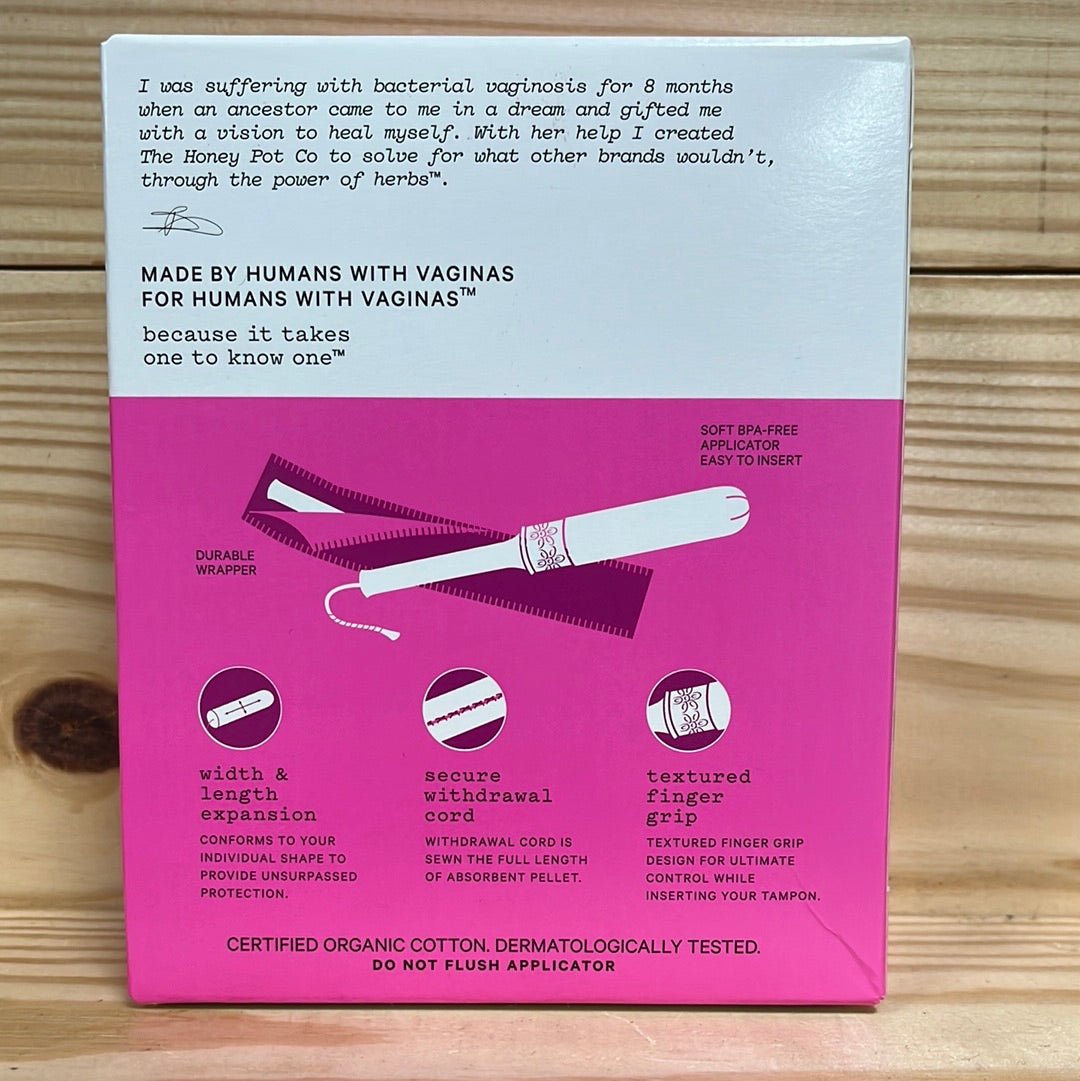 I was suffering with bacterial vaginosis for 8 months
when an ancestor came to me in a dream and gifted me
with a vision to heal myself. With her help I created
The Honey Pot Co to solve for what other brands wouldn't,
through the power of herbs™.
MADE BY HUMANS WITH VAGINAS
FOR HUMANS WITH VAGINAS™
because it takes
one to know one™
SOFT BPA-FREE
APPLICATOR
EASY TO INSERT
DURABLE
WRAPPER
width &
length
expansion
CONFORMS TO YOUR
INDIVIDUAL SHAPE TO
PROVIDE UNSURPASSED
PROTECTION.
secure
withdrawal
cord
WITHDRAWAL CORD IS
SEWN THE FULL LENGTH
OF ABSORBENT PELLET.
textured
finger
grip
TEXTURED FINGER GRIP
DESIGN FOR ULTIMATE
CONTROL WHILE
INSERTING YOUR TAMPON.
CERTIFIED ORGANIC COTTON. DERMATOLOGICALLY TESTED.
DO NOT FLUSH APPLICATOR